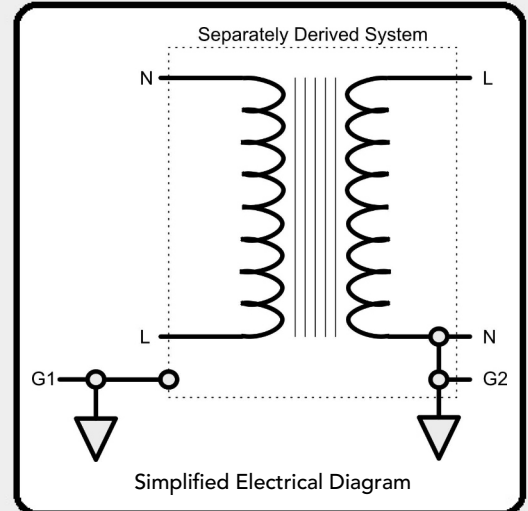 Separately Derived System
N
L
L
N
G1
G2
Simplified Electrical Diagram